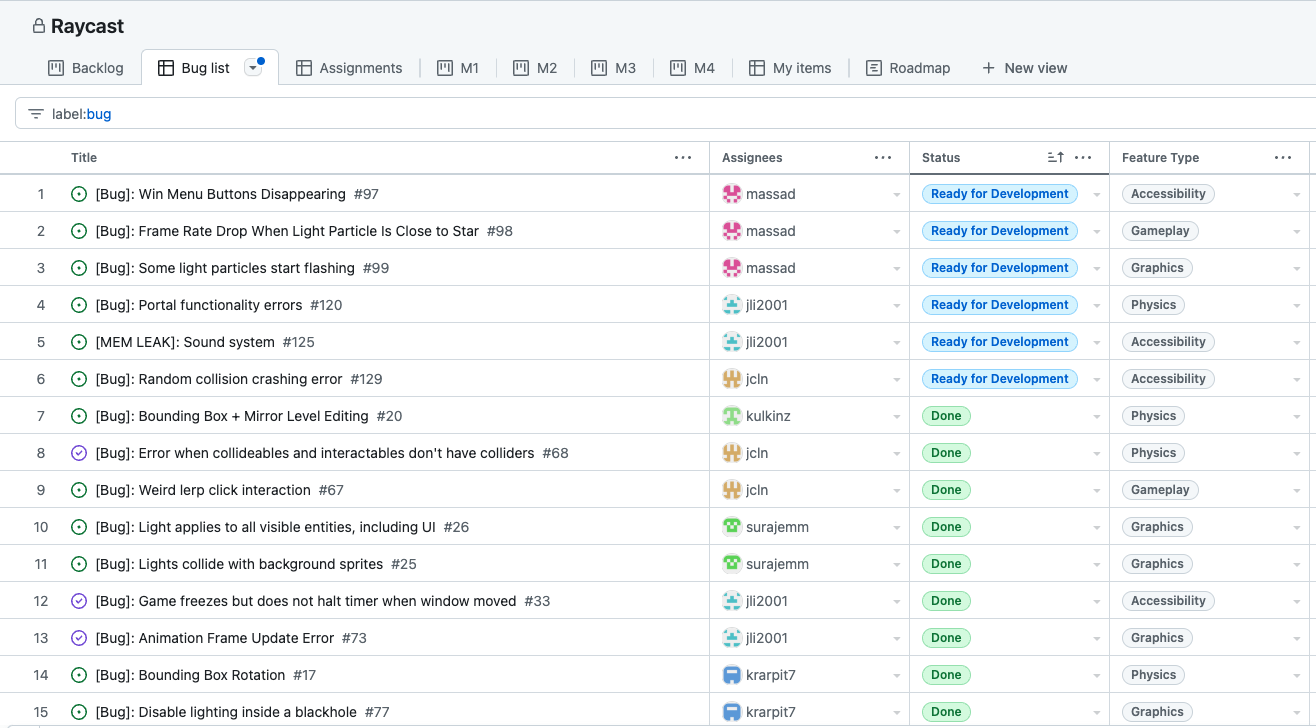 Raycast
Backlog Bug list Assignments M1 M2 M3 M4 My items Roadmap New view
label:bug
Title Assignees Status Feature Type
1 [Bug]: Win Menu Buttons Disappearing #97 massad Ready for Development Accessibility
2 [Bug]: Frame Rate Drop When Light Particle Is Close to Star #98 massad Ready for Development Gameplay
3 [Bug]: Some light particles start flashing #99 massad Ready for Development Graphics
4 [Bug]: Portal functionality errors #120 jli2001 Ready for Development Physics
5 [MEM LEAK]: Sound system #125 jli2001 Ready for Development Accessibility
6 [Bug]: Random collision crashing error #129 jcln Ready for Development Accessibility
7 [Bug]: Bounding Box + Mirror Level Editing #20 kulkinz Done Physics
8 [Bug]: Error when collideables and interactables don't have colliders #68 jcln Done Physics
9 [Bug]: Weird lerp click interaction #67 jcln Done Gameplay
10 [Bug]: Light applies to all visible entities, including UI #26 surajemm Done Graphics
11 [Bug]: Lights collide with background sprites #25 surajemm Done Graphics
12 [Bug]: Game freezes but does not halt timer when window moved #33 jli2001 Done Accessibility
13 [Bug]: Animation Frame Update Error #73 jli2001 Done Graphics
14 [Bug]: Bounding Box Rotation #17 krarpit7 Done Physics
15 [Bug]: Disable lighting inside a blackhole #77 krarpit7 Done Graphics